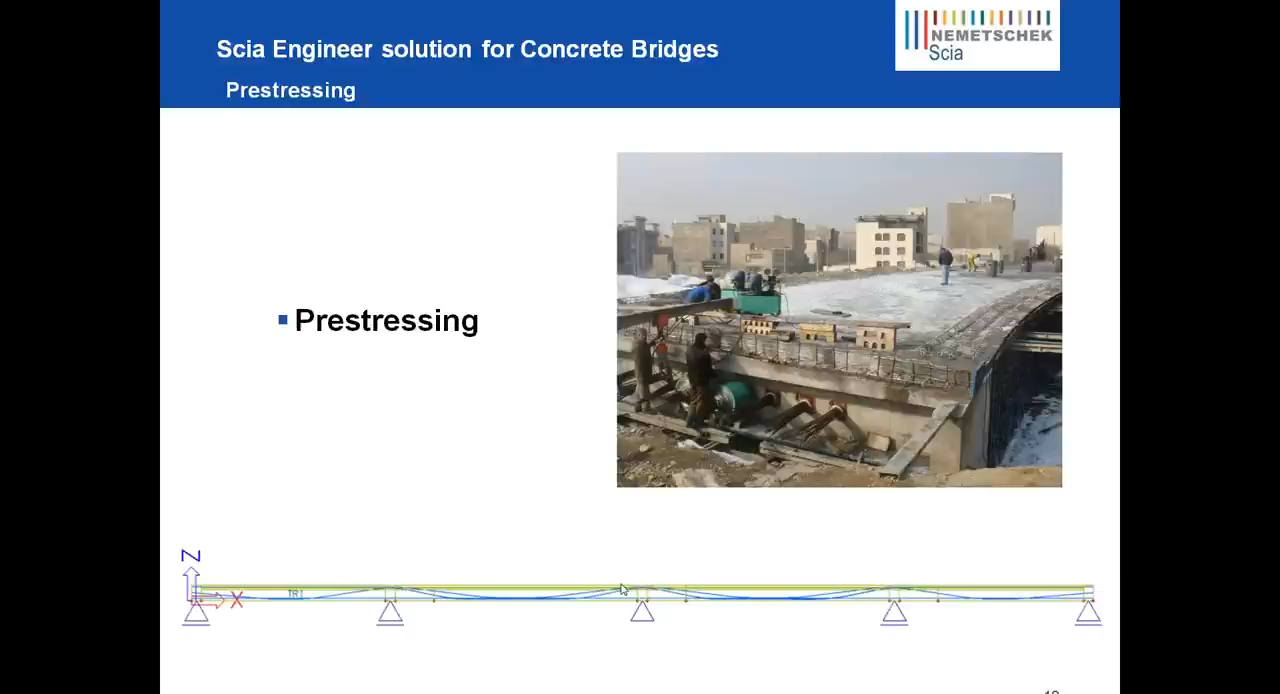 Scia Engineer solution for Concrete Bridges
Prestressing
NEMETSCHEK
Scia
Prestressing
Z
X